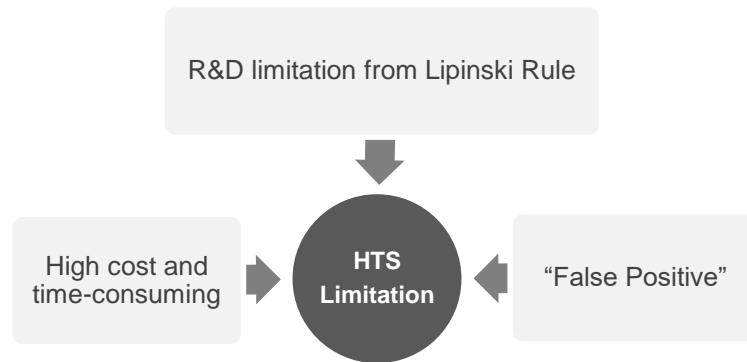 R&D limitation from Lipinski Rule
High cost and
time-consuming
HTS
Limitation
“False Positive”